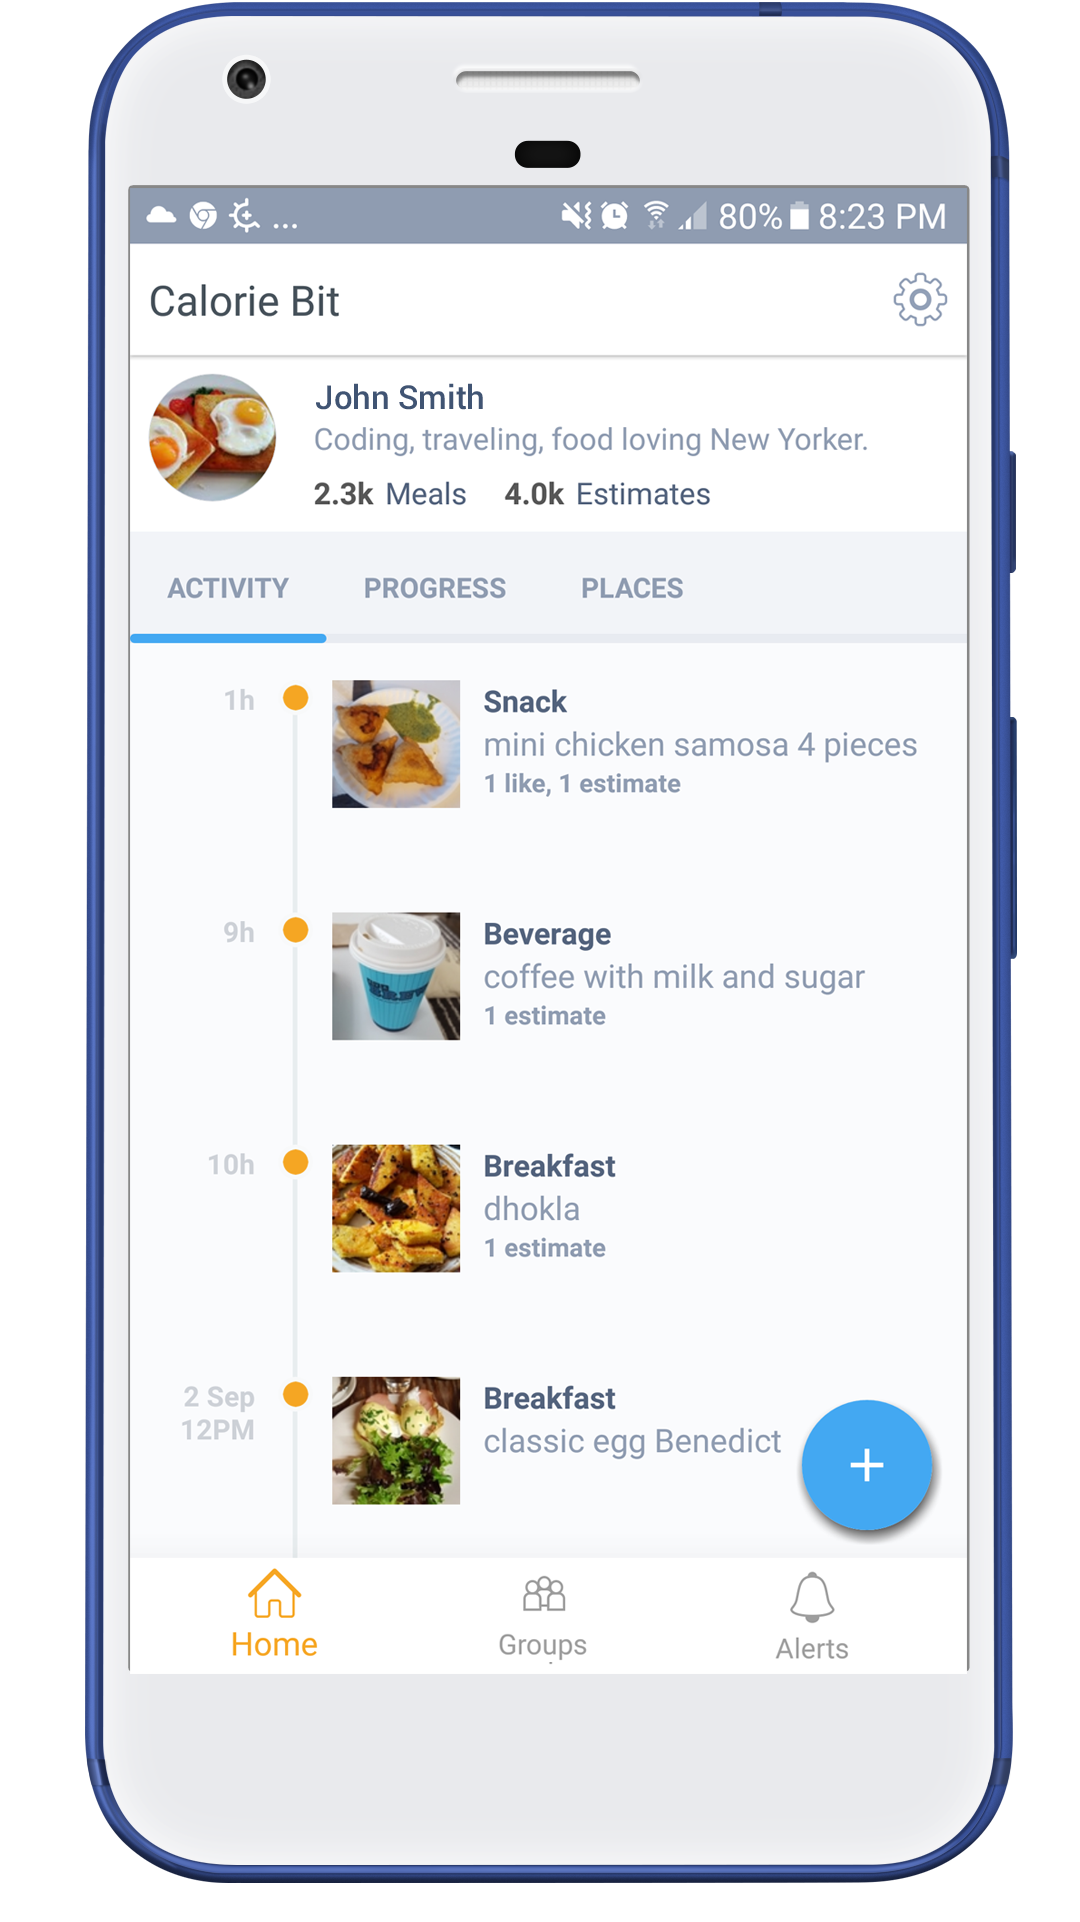 ... 80% 8:23 PM
Calorie Bit
John Smith
Coding, traveling, food loving New Yorker.
2.3k Meals 4.0k Estimates
ACTIVITY PROGRESS PLACES
1h
Snack
mini chicken samosa 4 pieces
1 like, 1 estimate
9h
Beverage
coffee with milk and sugar
1 estimate
10h
Breakfast
dhokla
1 estimate
2 Sep
12PM
Breakfast
classic egg Benedict
+
Home Groups Alerts